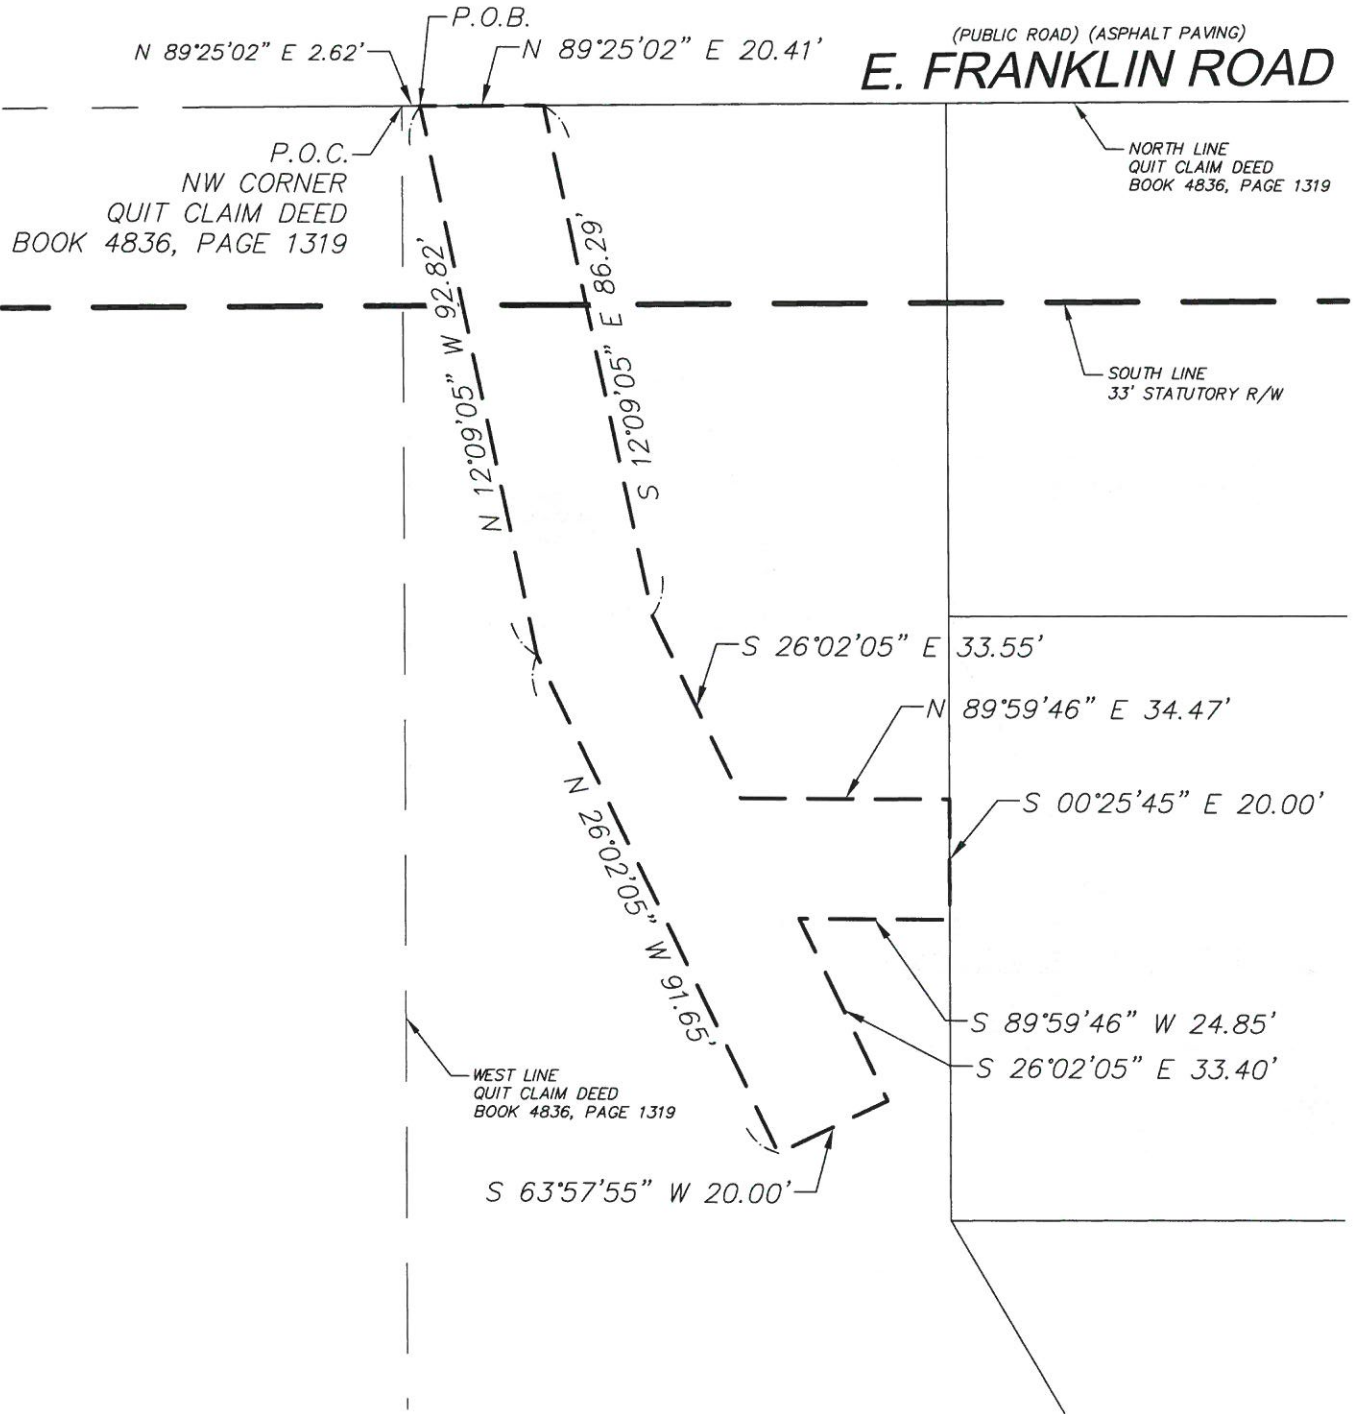 P.O.B.
(PUBLIC ROAD) (ASPHALT PAVING)
N 89°25'02" E 2.62'
N 89°25'02" E 20.41'
E. FRANKLIN ROAD
P.O.C.
NW CORNER
QUIT CLAIM DEED
BOOK 4836, PAGE 1319
NORTH LINE
QUIT CLAIM DEED
BOOK 4836, PAGE 1319
N 12°09'05" W 92.82'
S 12°09'05" E 86.29'
SOUTH LINE
33' STATUTORY R/W
S 26°02'05" E 33.55'
N 89°59'46" E 34.47'
S 00°25'45" E 20.00'
N 26°02'05" W 91.65'
S 89°59'46" W 24.85'
S 26°02'05" E 33.40'
WEST LINE
QUIT CLAIM DEED
BOOK 4836, PAGE 1319
S 63°57'55" W 20.00'